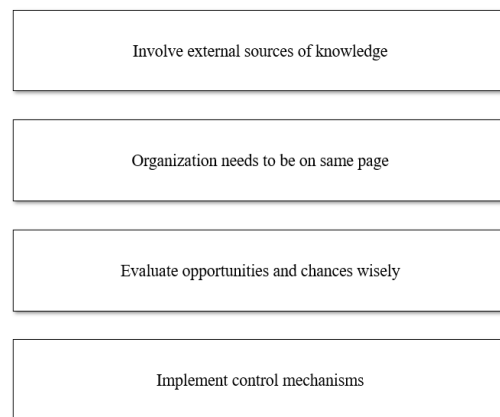 Involve external sources of knowledge
Organization needs to be on same page
Evaluate opportunities and chances wisely
Implement control mechanisms